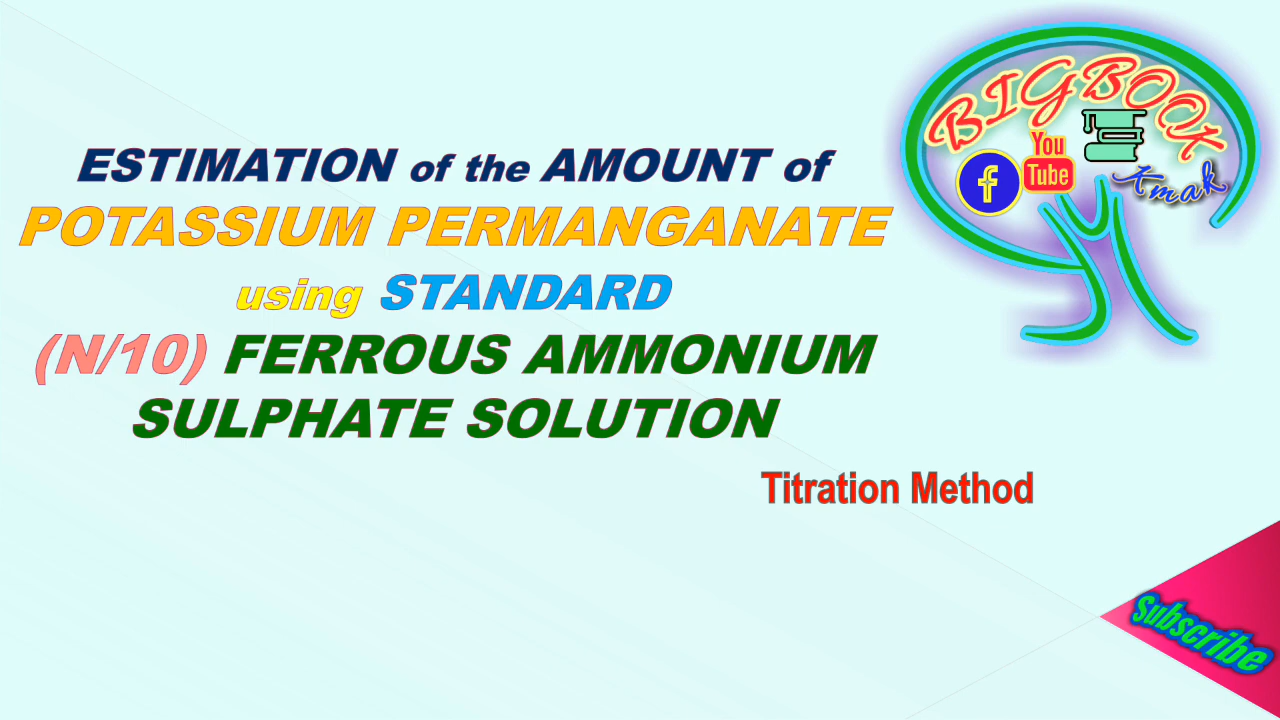 ESTIMATION of the AMOUNT of
POTASSIUM PERMANGANATE
using STANDARD
(N/10) FERROUS AMMONIUM
SULPHATE SOLUTION
Titration Method
BIGBOOK
You
Tube
f
Xmak
Subscribe